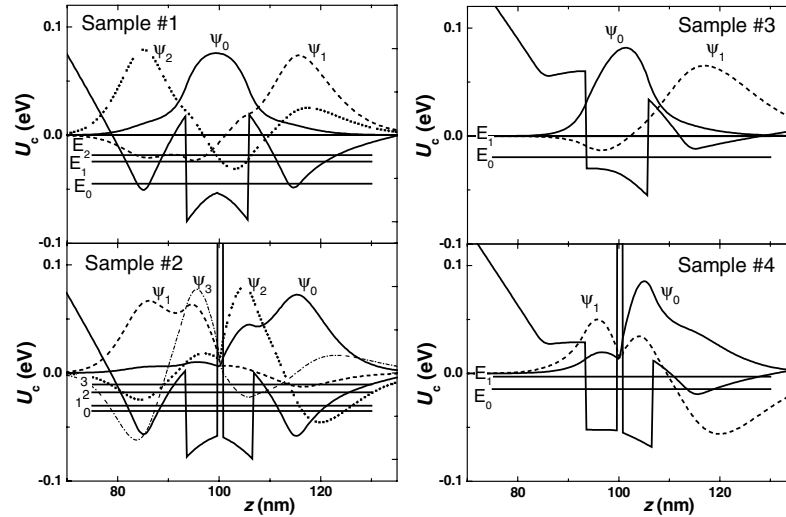 Sample #1
ψ₂
ψ₀
ψ₁
U_c (eV)
0.1
0.0
-0.1
E₂
E₁
E₀
Sample #3
ψ₀
ψ₁
U_c (eV)
0.1
0.0
-0.1
E₁
E₀
Sample #2
ψ₁
ψ₃
ψ₂
ψ₀
U_c (eV)
0.0
-0.1
3
2
1
0
80
100
120
z (nm)
Sample #4
ψ₁
ψ₀
U_c (eV)
0.0
-0.1
E₁
E₀
80
100
120
z (nm)